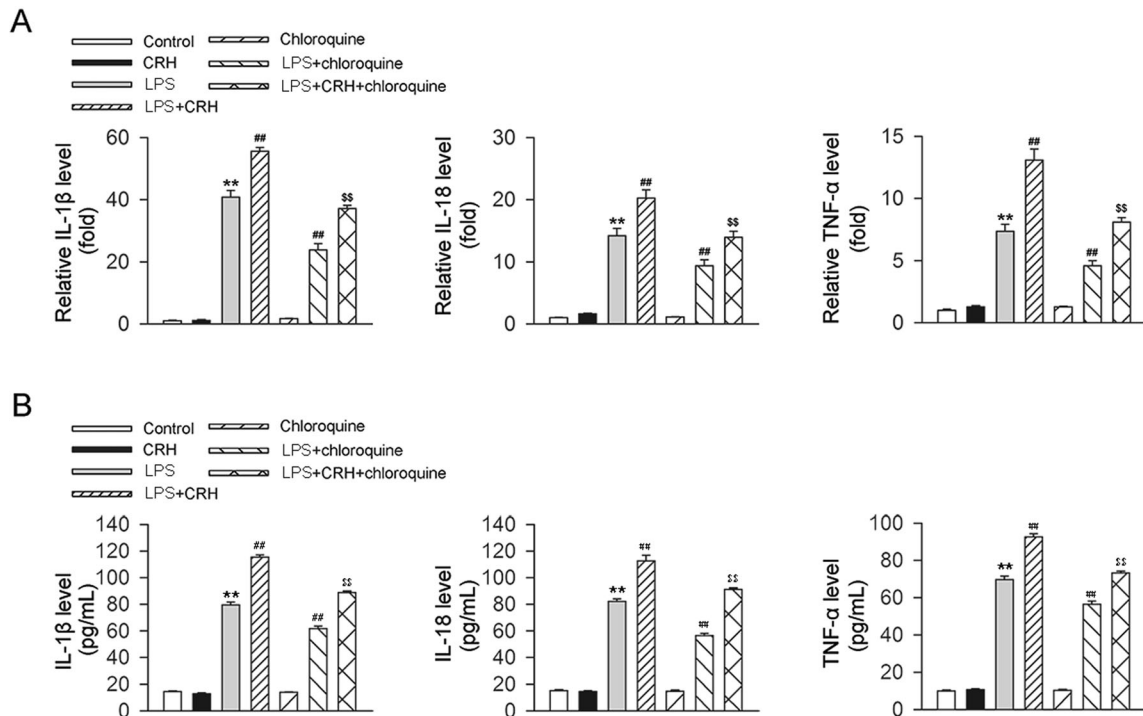 A
Control
Chloroquine
CRH
LPS+chloroquine
LPS
LPS+CRH+chloroquine
LPS+CRH
Relative IL-1β level
(fold)
60
40
20
0
**
##
##
$$
Relative IL-18 level
(fold)
30
20
10
0
**
##
##
$$
Relative TNF-α level
(fold)
15
10
5
0
**
##
##
$$
B
Control
Chloroquine
CRH
LPS+chloroquine
LPS
LPS+CRH+chloroquine
LPS+CRH
IL-1β level
(pg/mL)
140
120
100
80
60
40
20
0
**
##
##
$$
IL-18 level
(pg/mL)
140
120
100
80
60
40
20
0
**
##
##
$$
TNF-α level
(pg/mL)
100
80
60
40
20
0
**
##
##
$$